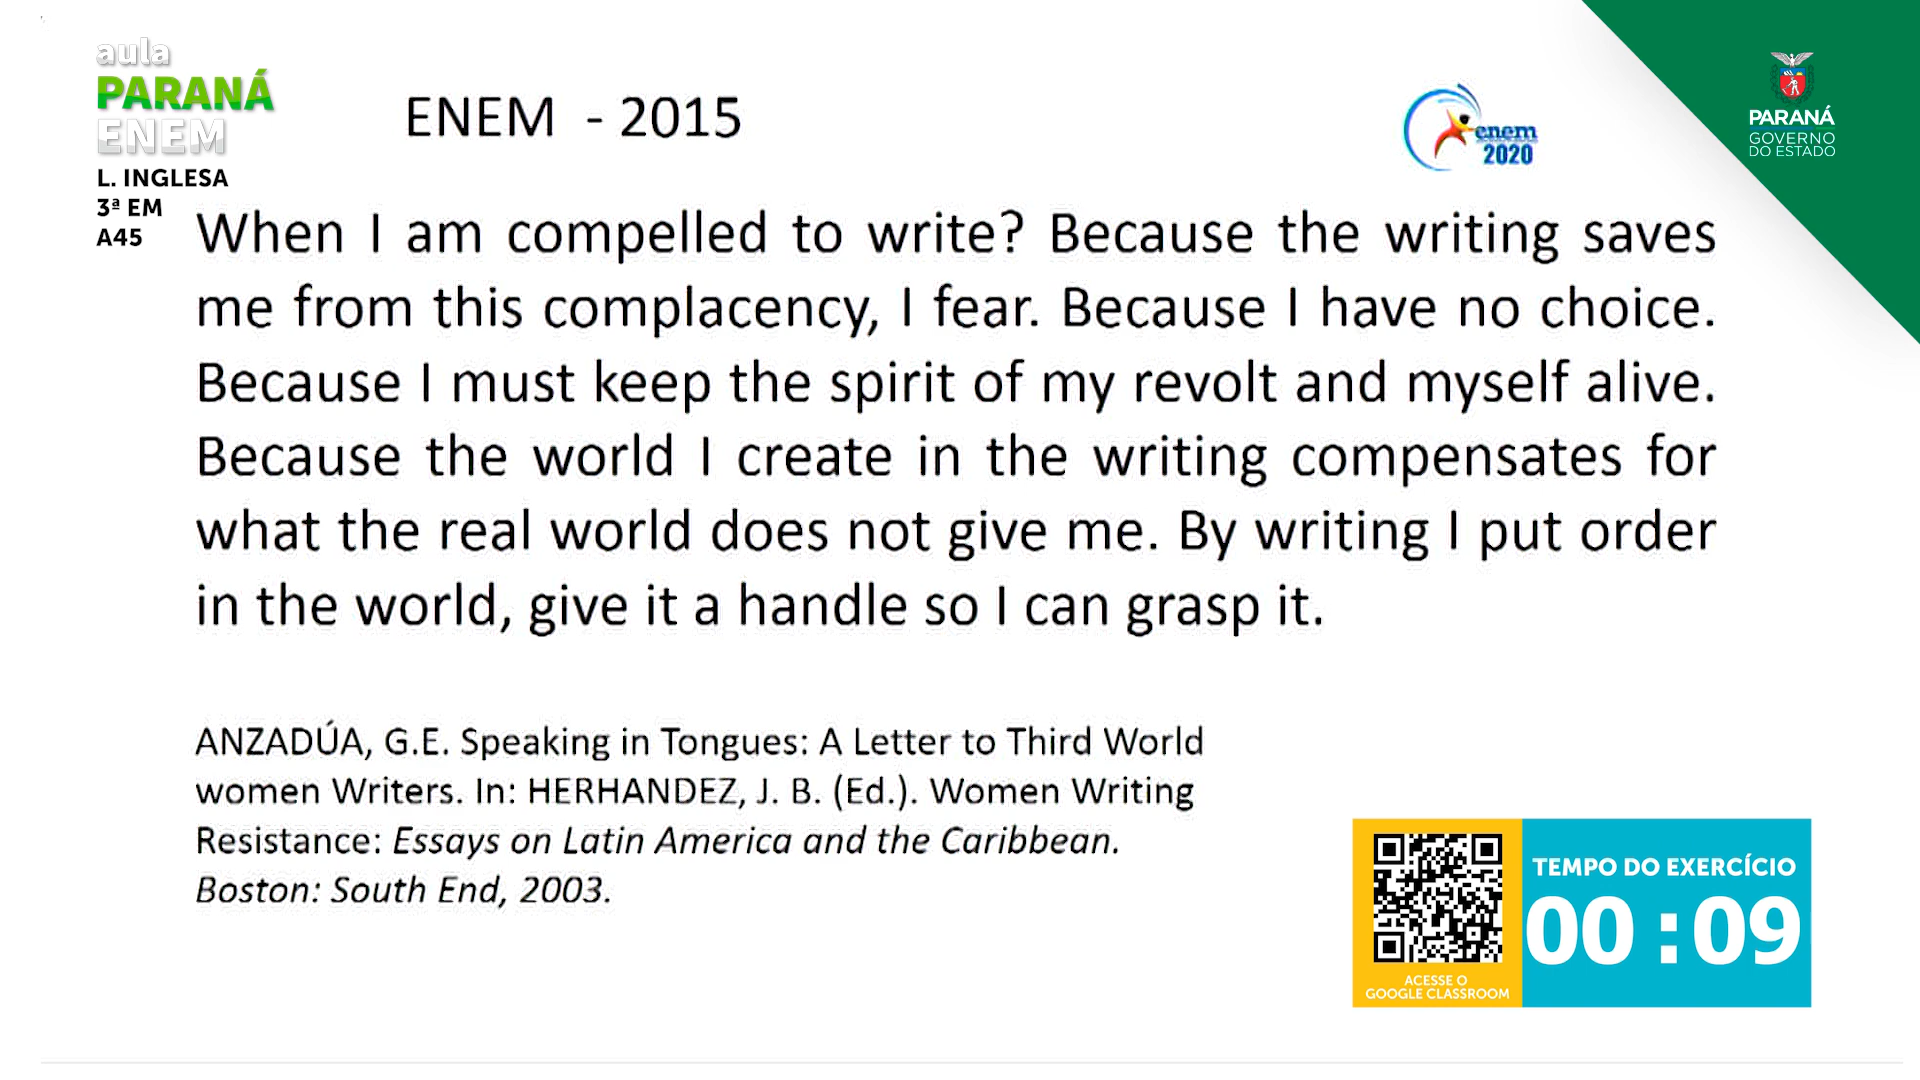 aula
PARANÁ
ENEM
L. INGLESA
3ª EM
A45
ENEM - 2015
enem
2020
PARANÁ
GOVERNO
DO ESTADO
When I am compelled to write? Because the writing saves
me from this complacency, I fear. Because I have no choice.
Because I must keep the spirit of my revolt and myself alive.
Because the world I create in the writing compensates for
what the real world does not give me. By writing I put order
in the world, give it a handle so I can grasp it.
ANZADÚA, G.E. Speaking in Tongues: A Letter to Third World
women Writers. In: HERHANDEZ, J. B. (Ed.). Women Writing
Resistance: Essays on Latin America and the Caribbean.
Boston: South End, 2003.
ACESSE O
GOOGLE CLASSROOM
TEMPO DO EXERCÍCIO
00 : 09